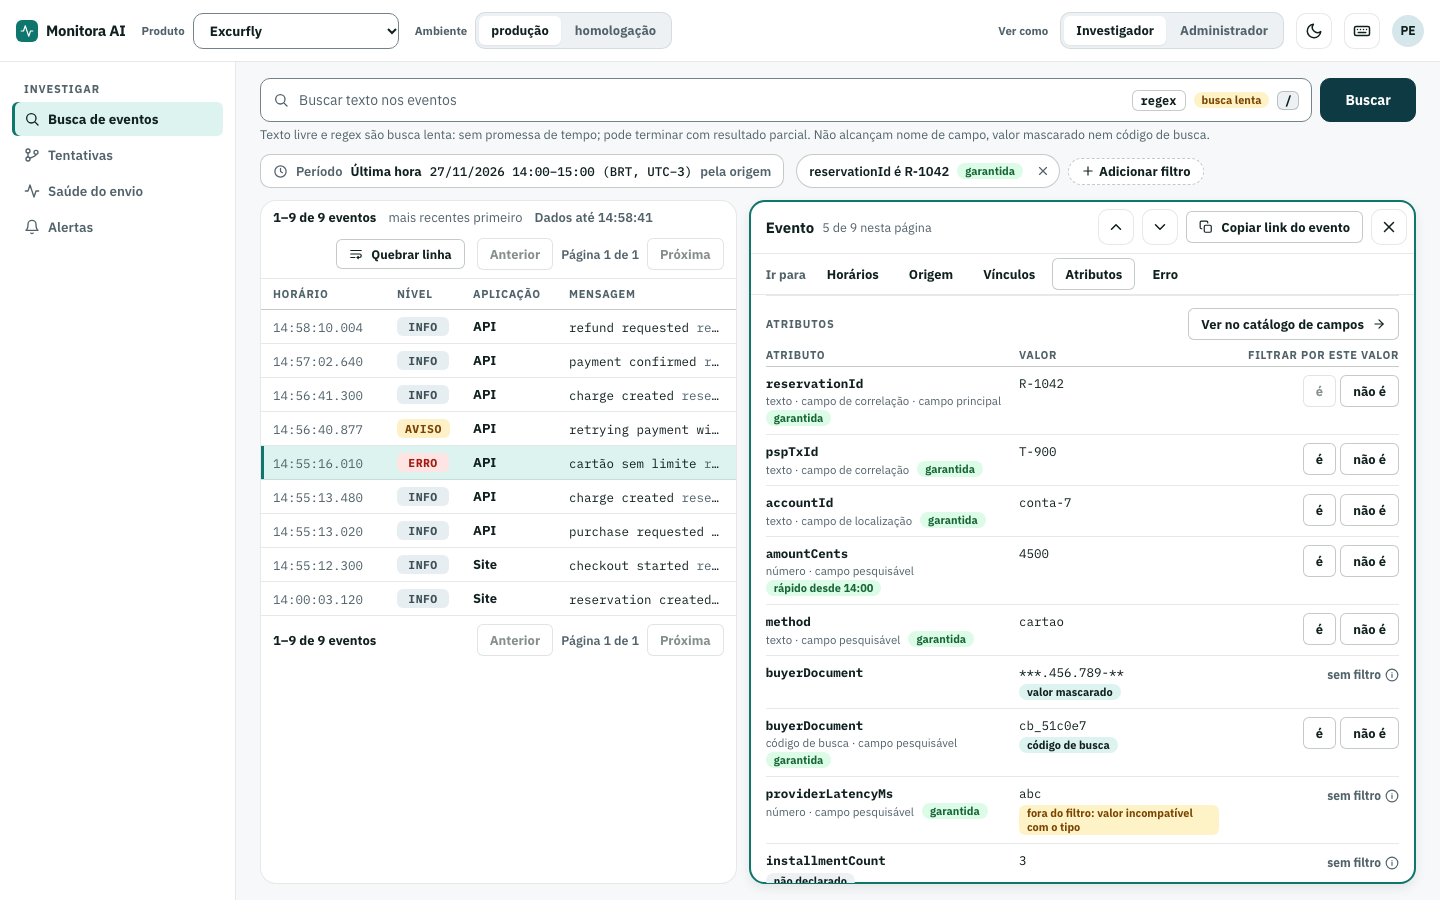 Monitora AI Produto Excurfly Ambiente produção homologação Ver como Investigador Administrador PE
INVESTIGAR
Busca de eventos
Tentativas
Saúde do envio
Alertas
Buscar texto nos eventos regex busca lenta / Buscar
Texto livre e regex são busca lenta: sem promessa de tempo; pode terminar com resultado parcial. Não alcançam nome de campo, valor mascarado nem código de busca.
Período Última hora 27/11/2026 14:00–15:00 (BRT, UTC−3) pela origem reservationId é R-1042 garantida Adicionar filtro
1–9 de 9 eventos mais recentes primeiro Dados até 14:58:41
Quebrar linha Anterior Página 1 de 1 Próxima
HORÁRIO NÍVEL APLICAÇÃO MENSAGEM
14:58:10.004 INFO API refund requested re…
14:57:02.640 INFO API payment confirmed r…
14:56:41.300 INFO API charge created rese…
14:56:40.877 AVISO API retrying payment wi…
14:55:16.010 ERRO API cartão sem limite r…
14:55:13.480 INFO API charge created rese…
14:55:13.020 INFO API purchase requested …
14:55:12.300 INFO Site checkout started re…
14:00:03.120 INFO Site reservation created…
1–9 de 9 eventos Anterior Página 1 de 1 Próxima
Evento 5 de 9 nesta página Copiar link do evento
Ir para Horários Origem Vínculos Atributos Erro
ATRIBUTOS Ver no catálogo de campos
ATRIBUTO VALOR FILTRAR POR ESTE VALOR
reservationId R-1042 é não é
texto · campo de correlação · campo principal
garantida
pspTxId T-900 é não é
texto · campo de correlação garantida
accountId conta-7 é não é
texto · campo de localização garantida
amountCents 4500 é não é
número · campo pesquisável
rápido desde 14:00
method cartao é não é
texto · campo pesquisável garantida
buyerDocument ***.456.789-** sem filtro
valor mascarado
buyerDocument cb_51c0e7 é não é
código de busca · campo pesquisável código de busca
garantida
providerLatencyMs abc sem filtro
número · campo pesquisável garantida fora do filtro: valor incompatível
com o tipo
installmentCount 3 sem filtro
não declarado